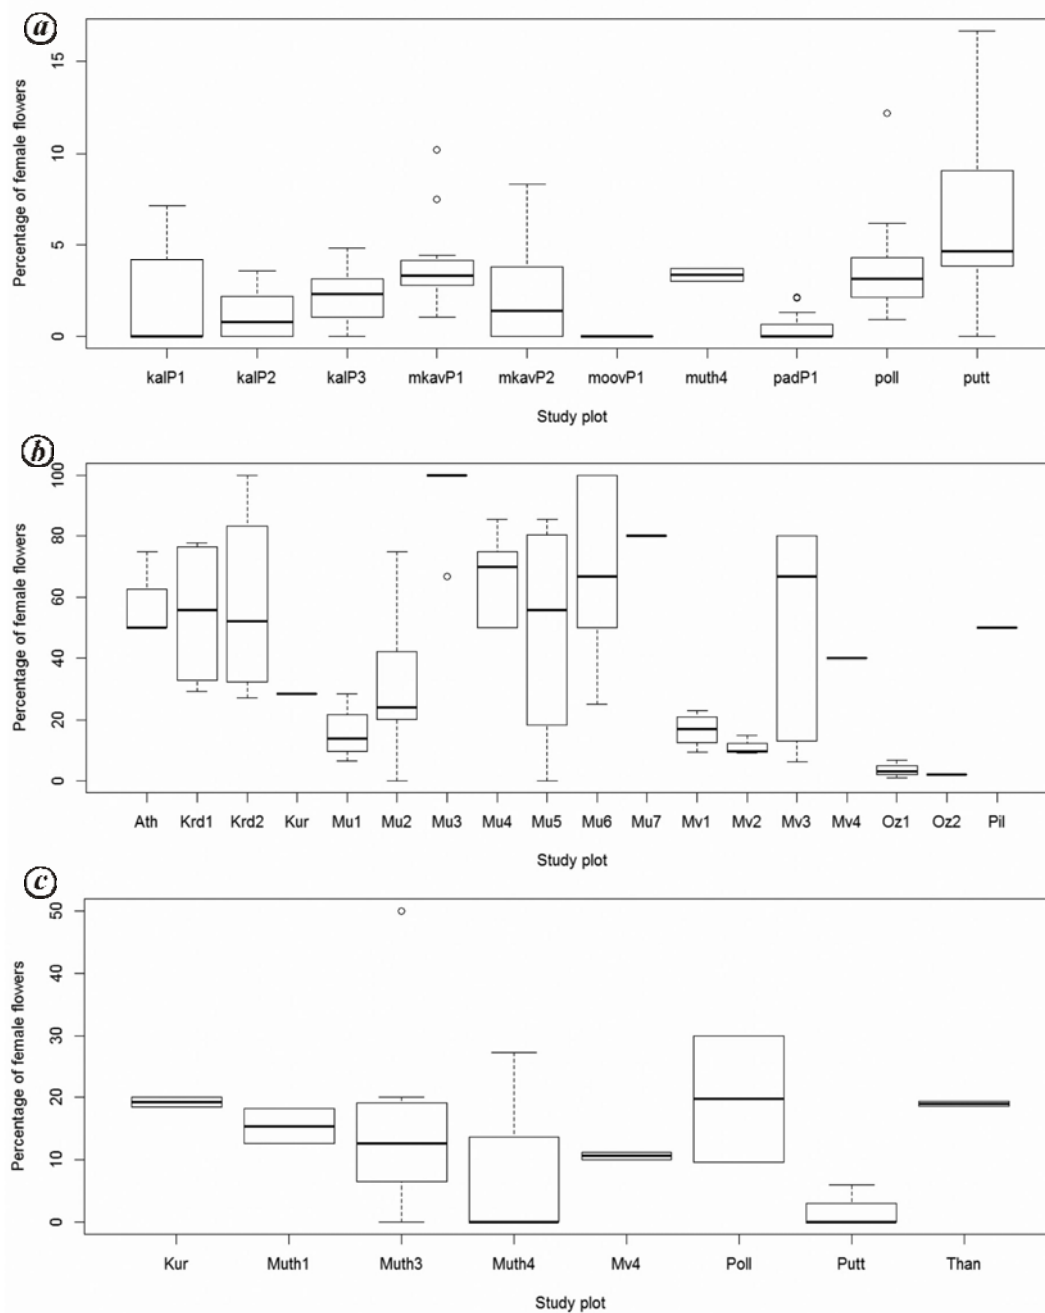 a
Percentage of female flowers
15
10
5
0
kalP1 kalP2 kalP3 mkavP1 mkavP2 moovP1 muth4 padP1 poll putt
Study plot
b
Percentage of female flowers
100
80
60
40
20
0
Ath Krd1 Krd2 Kur Mu1 Mu2 Mu3 Mu4 Mu5 Mu6 Mu7 Mv1 Mv2 Mv3 Mv4 Oz1 Oz2 Pil
Study plot
c
Percentage of female flowers
50
40
30
20
10
0
Kur Muth1 Muth3 Muth4 Mv4 Poll Putt Than
Study plot